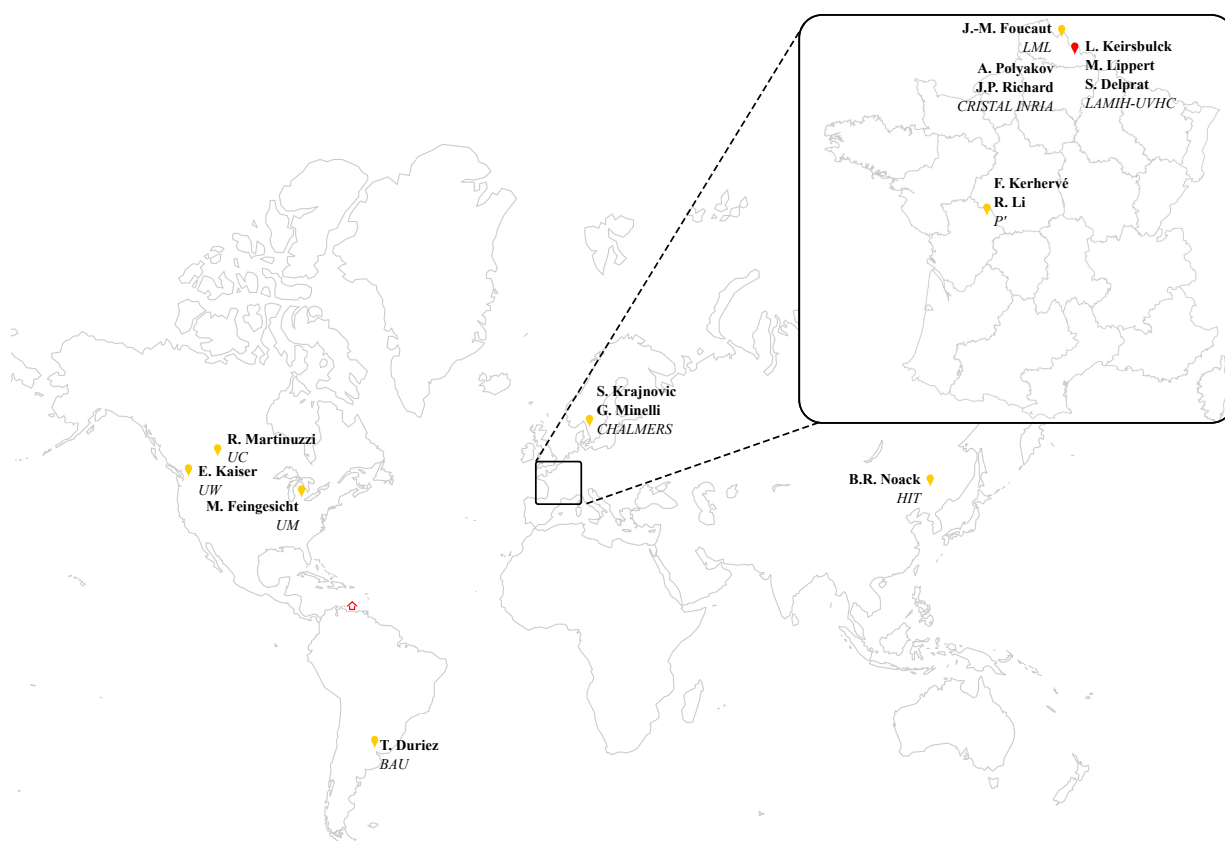 J.-M. Foucaut
LML
L. Keirsbulck
M. Lippert
S. Delprat
LAMIH-UVHC
A. Polyakov
J.P. Richard
CRISTAL INRIA
F. Kerhervé
R. Li
P'
S. Krajnovic
G. Minelli
CHALMERS
R. Martinuzzi
UC
E. Kaiser
UW
M. Feingesicht
UM
B.R. Noack
HIT
T. Duriez
BAU